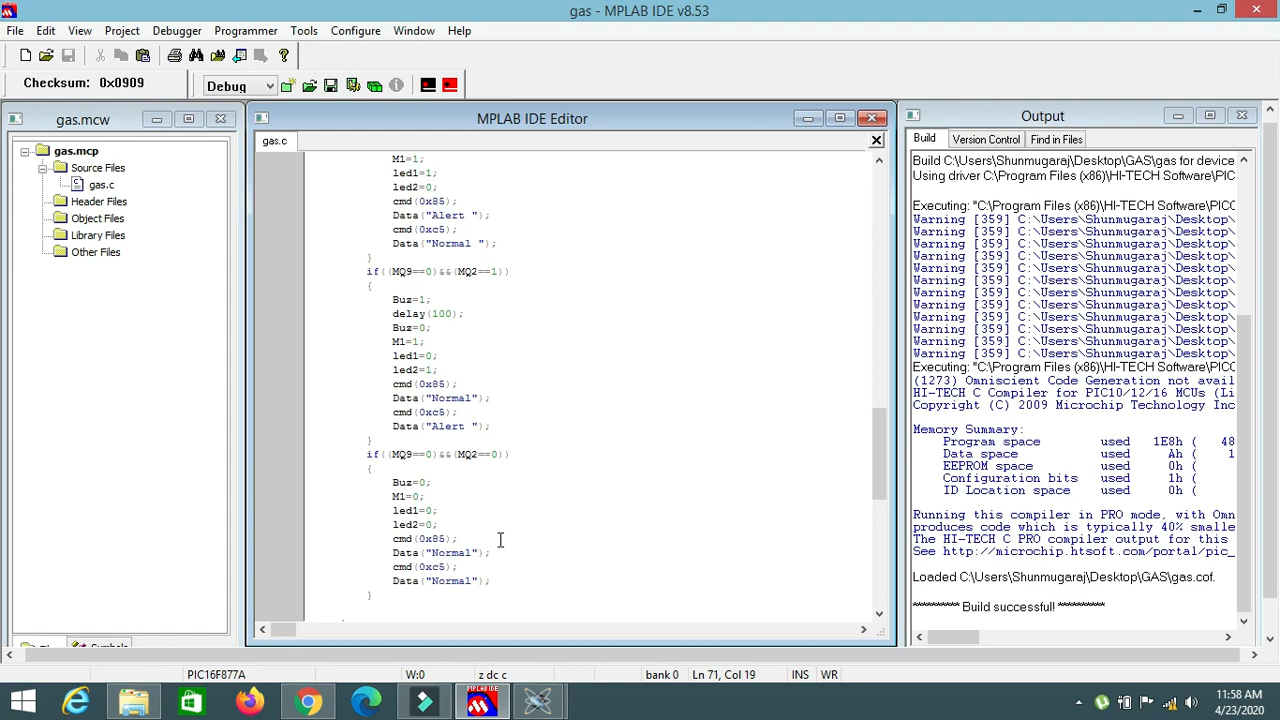 gas - MPLAB IDE v8.53
File Edit View Project Debugger Programmer Tools Configure Window Help
Checksum: 0x0909
Debug
gas.mcw
gas.mcp
Source Files
gas.c
Header Files
Object Files
Library Files
Other Files
Symbols
MPLAB IDE Editor
gas.c
M1=1;
led1=1;
led2=0;
cmd(0x85);
Data("Alert ");
cmd(0xc5);
Data("Normal ");
}
if((MQ9==0)&&(MQ2==1))
{
Buz=1;
delay(100);
Buz=0;
M1=1;
led1=0;
led2=1;
cmd(0x85);
Data("Normal");
cmd(0xc5);
Data("Alert ");
}
if((MQ9==0)&&(MQ2==0))
{
Buz=0;
M1=0;
led1=0;
led2=0;
cmd(0x85);
Data("Normal");
cmd(0xc5);
Data("Normal");
}
Output
Build Version Control Find in Files
Build C:\Users\Shunmugaraj\Desktop\GAS\gas for device
Using driver C:\Program Files (x86)\HI-TECH Software\PIC
Executing: "C:\Program Files (x86)\HI-TECH Software\PICC
Warning [359] C:\Users\Shunmugaraj\Desktop\
Warning [359] C:\Users\Shunmugaraj\Desktop\
Warning [359] C:\Users\Shunmugaraj\Desktop\
Warning [359] C:\Users\Shunmugaraj\Desktop\
Warning [359] C:\Users\Shunmugaraj\Desktop\
Warning [359] C:\Users\Shunmugaraj\Desktop\
Warning [359] C:\Users\Shunmugaraj\Desktop\
Warning [359] C:\Users\Shunmugaraj\Desktop\
Warning [359] C:\Users\Shunmugaraj\Desktop\
Warning [359] C:\Users\Shunmugaraj\Desktop\
Warning [359] C:\Users\Shunmugaraj\Desktop\
Warning [359] C:\Users\Shunmugaraj\Desktop\
Executing: "C:\Program Files (x86)\HI-TECH Software\PICC
(1273) Omniscient Code Generation not avail
HI-TECH C Compiler for PIC10/12/16 MCUs (Li
Copyright (C) 2009 Microchip Technology Inc
Memory Summary:
Program space used 1E8h ( 48
Data space used Ah ( 1
EEPROM space used 0h (
Configuration bits used 1h (
ID Location space used 0h (
Running this compiler in PRO mode, with Omn
produces code which is typically 40% smalle
The HI-TECH C PRO compiler output for this
See http://microchip.htsoft.com/portal/pic_
Loaded C:\Users\Shunmugaraj\Desktop\GAS\gas.cof.
********** Build successful! **********
PIC16F877A W:0 z dc c bank 0 Ln 71, Col 19 INS WR
MPLAB IDE
11:58 AM
4/23/2020